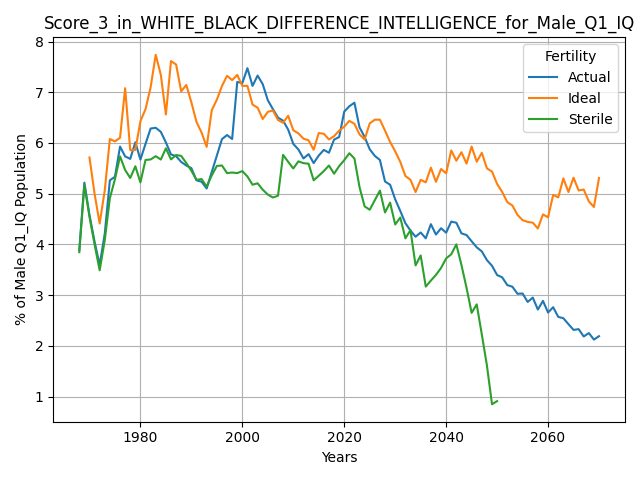 Score_3_in_WHITE_BLACK_DIFFERENCE_INTELLIGENCE_for_Male_Q1_IQ
8
7
6
5
4
3
2
1
% of Male Q1_IQ Population
Fertility
Actual
Ideal
Sterile
1980 2000 2020 2040 2060
Years